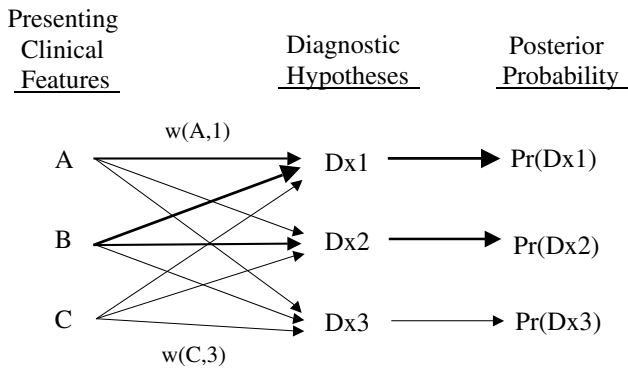 Presenting
Clinical
Features
Diagnostic
Hypotheses
Posterior
Probability
w(A,1)
A
Dx1
Pr(Dx1)
B
Dx2
Pr(Dx2)
C
Dx3
Pr(Dx3)
w(C,3)